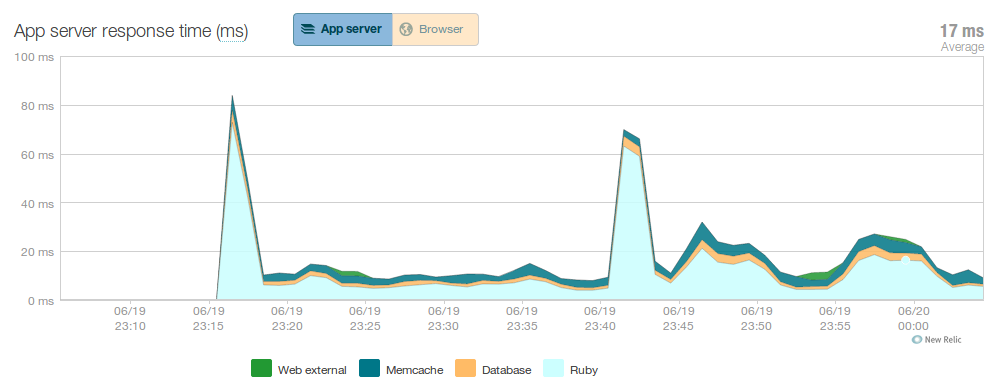 App server response time (ms)
App server
Browser
17 ms
Average
100 ms
80 ms
60 ms
40 ms
20 ms
0 ms
06/19 06/19 06/19 06/19 06/19 06/19 06/19 06/19 06/19 06/19 06/20
23:10 23:15 23:20 23:25 23:30 23:35 23:40 23:45 23:50 23:55 00:00
New Relic
Web external Memcache Database Ruby